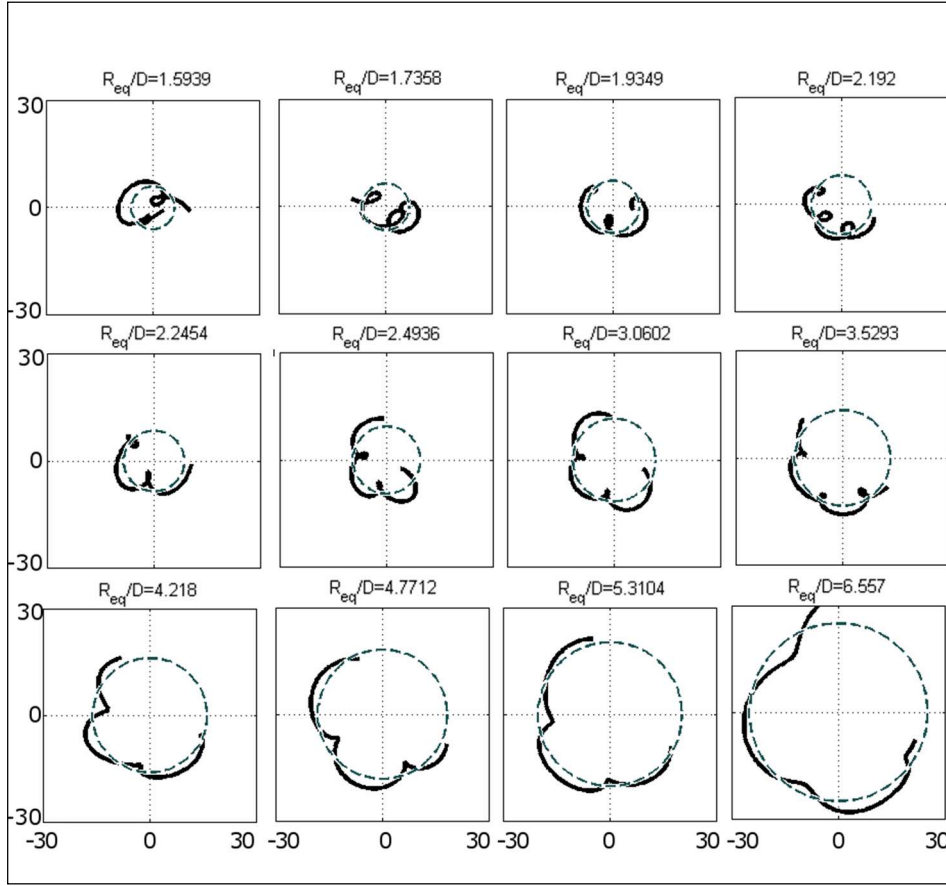 R_eq/D=1.5939 R_eq/D=1.7358 R_eq/D=1.9349 R_eq/D=2.192
30
0
-30
R_eq/D=2.2454 R_eq/D=2.4936 R_eq/D=3.0602 R_eq/D=3.5293
30
0
-30
R_eq/D=4.218 R_eq/D=4.7712 R_eq/D=5.3104 R_eq/D=6.557
30
0
-30
-30 0 30 -30 0 30 -30 0 30 -30 0 30